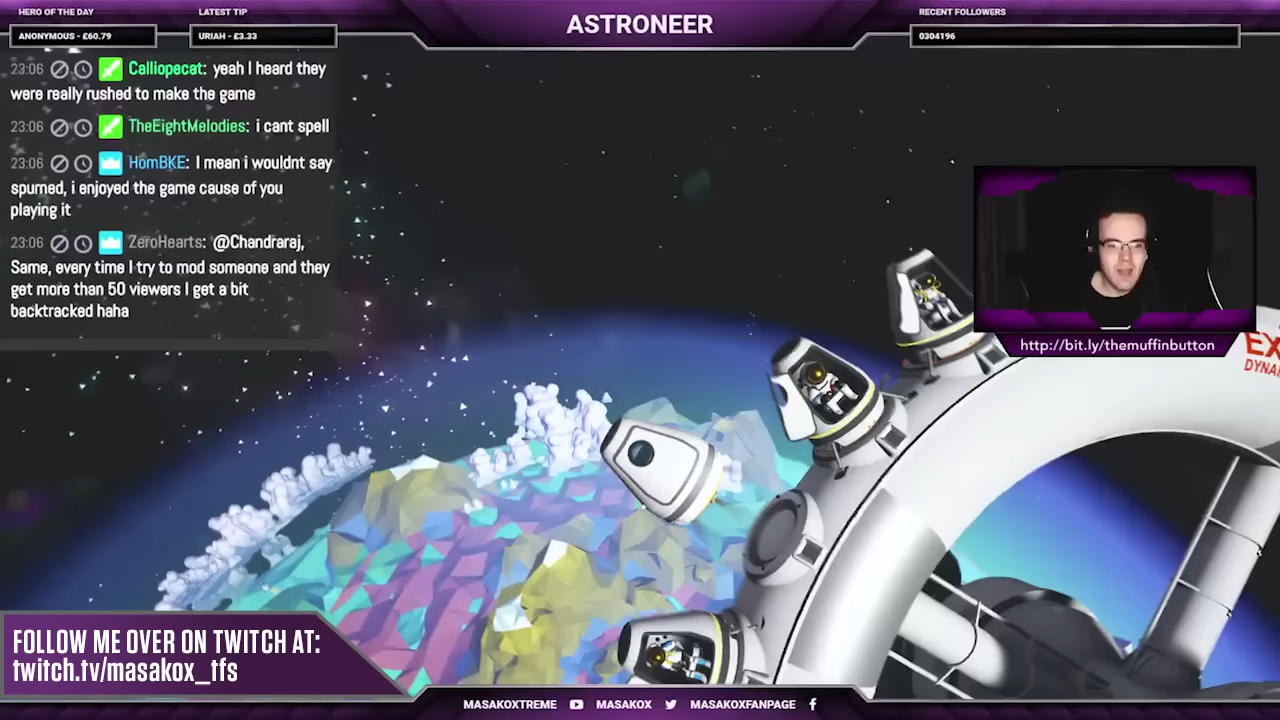 HERO OF THE DAY
LATEST TIP
ANONYMOUS - £60.79
URIAH - £3.33
ASTRONEER
RECENT FOLLOWERS
0304196
23:06 Calliopecat: yeah I heard they
were really rushed to make the game
23:06 TheEightMelodies: i cant spell
23:06 HomBKE: I mean i wouldnt say
spurned, i enjoyed the game cause of you
playing it
23:06 ZeroHearts: @Chandraraj,
Same, every time I try to mod someone and they
get more than 50 viewers I get a bit
backtracked haha
http://bit.ly/themuffinbutton
EX
DYNA
FOLLOW ME OVER ON TWITCH AT:
twitch.tv/masakox_tfs
MASAKOXTREME MASAKOX MASAKOXFANPAGE